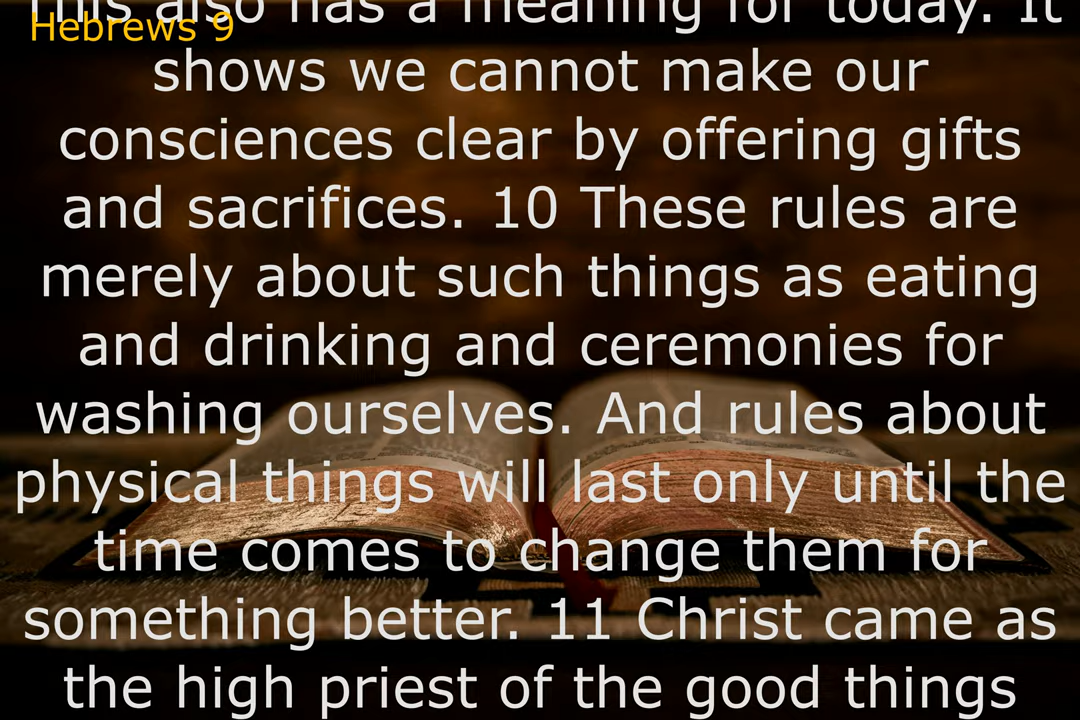 This also has a meaning for today. It
Hebrews 9
shows we cannot make our
consciences clear by offering gifts
and sacrifices. 10 These rules are
merely about such things as eating
and drinking and ceremonies for
washing ourselves. And rules about
physical things will last only until the
time comes to change them for
something better. 11 Christ came as
the high priest of the good things